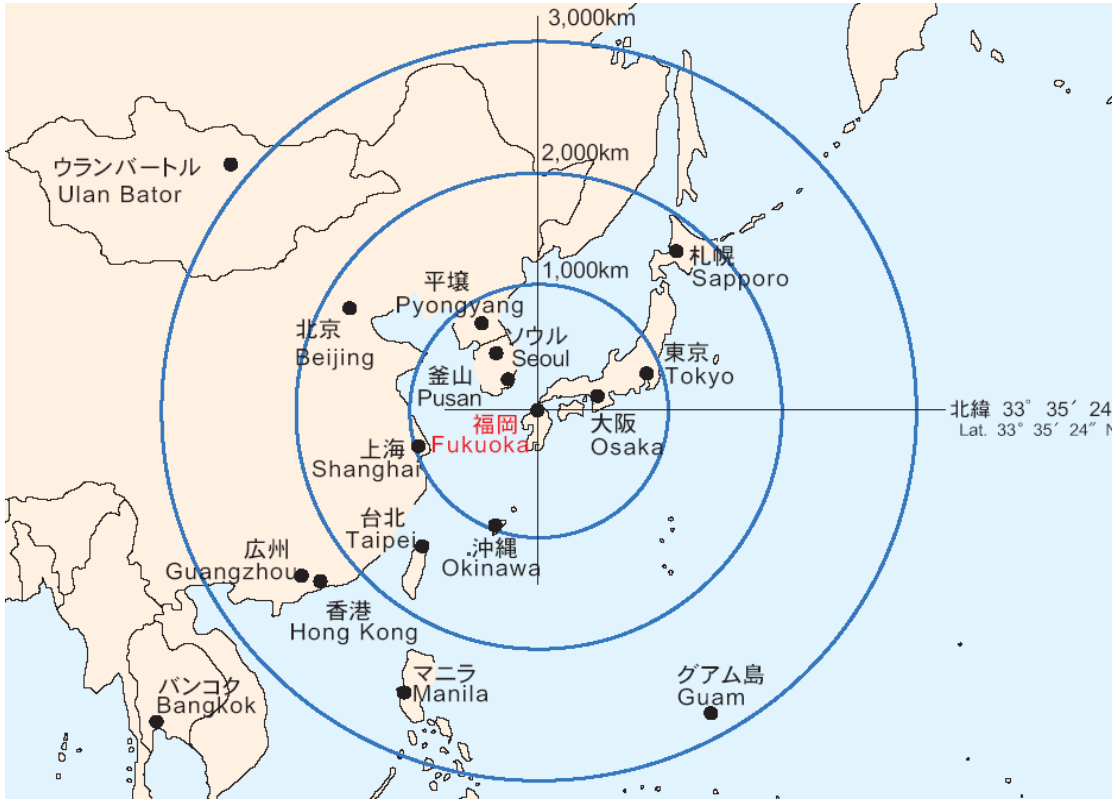 3,000km
2,000km
1,000km
ウランバートル
Ulan Bator
札幌
Sapporo
平壌
Pyongyang
北京
Beijing
ソウル
Seoul
東京
Tokyo
釜山
Pusan
福岡
Fukuoka
大阪
Osaka
北緯 33° 35′ 24
Lat. 33° 35′ 24″ N
上海
Shanghai
台北
Taipei
沖縄
Okinawa
広州
Guangzhou
香港
Hong Kong
バンコク
Bangkok
マニラ
Manila
グアム島
Guam